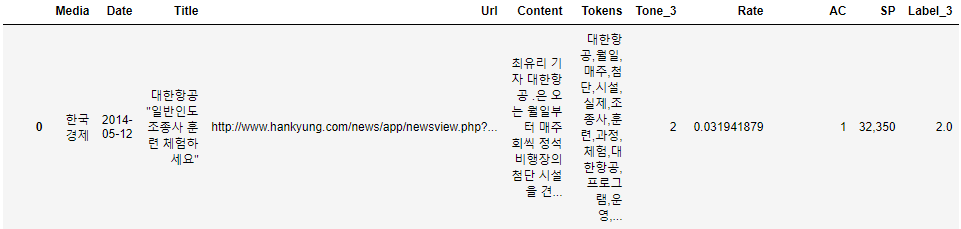 Media Date Title Url Content Tokens Tone_3 Rate AC SP Label_3
0 한국경제 2014-05-12 대한항공 "일반인도 조종사 훈련 체험하세요" http://www.hankyung.com/news/app/newsview.php?... 최유리 기자 대한항공 .은 오는 월일부터 매주 회씩 정석비행장의 첨단 시설을 견... 대한항공,월일,매주,첨단,시설,실제,조종사,훈련,과정,체험,대한항공,프로그램,운영,... 2 0.031941879 1 32,350 2.0